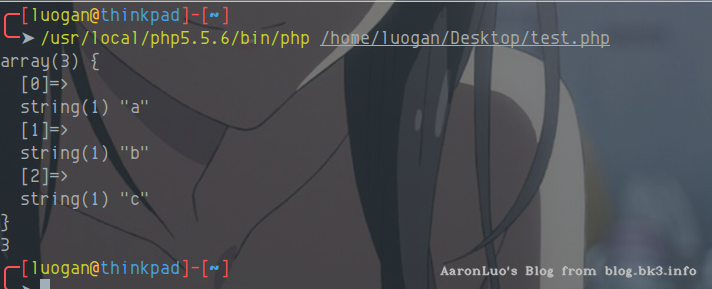 [luogan@thinkpad]-[~]
➤ /usr/local/php5.5.6/bin/php /home/luogan/Desktop/test.php
array(3) {
[0]=>
string(1) "a"
[1]=>
string(1) "b"
[2]=>
string(1) "c"
}
3
[luogan@thinkpad]-[~]
➤
AaronLuo's Blog from blog.bk3.info